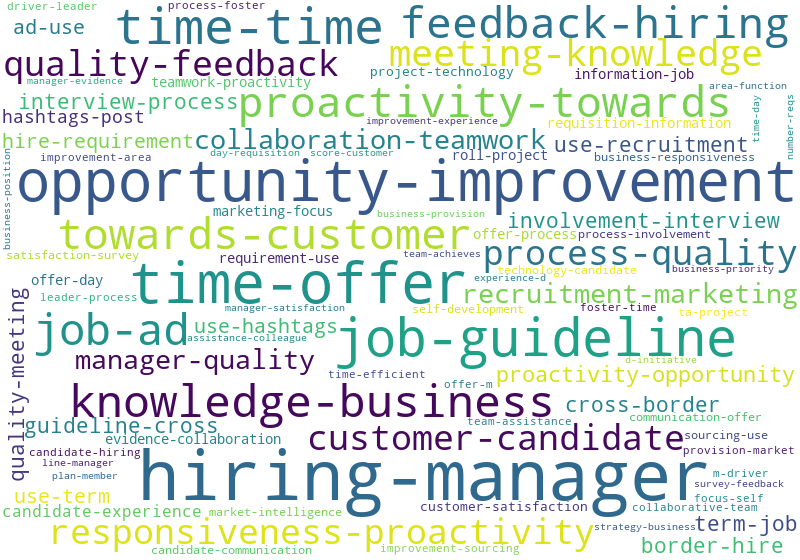 driver-leader
process-foster
ad-use
time-time
feedback-hiring
quality-feedback
meeting-knowledge
manager-evidence
teamwork-proactivity
project-technology
information-job
area-function
interview-process
proactivity-towards
hashtags-post
improvement-experience
requisition-information
time-day
number-reqs
hire-requirement
collaboration-teamwork
use-recruitment
business-position
improvement-area
day-requisition
score-customer
roll-project
business-responsiveness
opportunity-improvement
marketing-focus
business-provision
towards-customer
involvement-interview
offer-process
process-involvement
satisfaction-survey
requirement-use
team-achieves
process-quality
time-offer
technology-candidate
business-priority
offer-day
experience-d
leader-process
recruitment-marketing
manager-satisfaction
self-development
foster-time
ta-project
job-ad
use-hashtags
job-guideline
assistance-colleague
quality-meeting
manager-quality
d-initiative
time-efficient
proactivity-opportunity
offer-m
knowledge-business
cross-border
guideline-cross
team-assistance
communication-offer
evidence-collaboration
customer-candidate
sourcing-use
candidate-hiring
provision-market
line-manager
hiring-manager
plan-member
m-driver
survey-feedback
use-term
focus-self
candidate-experience
market-intelligence
customer-satisfaction
collaborative-team
responsiveness-proactivity
strategy-business
term-job
candidate-communication
improvement-sourcing
border-hire